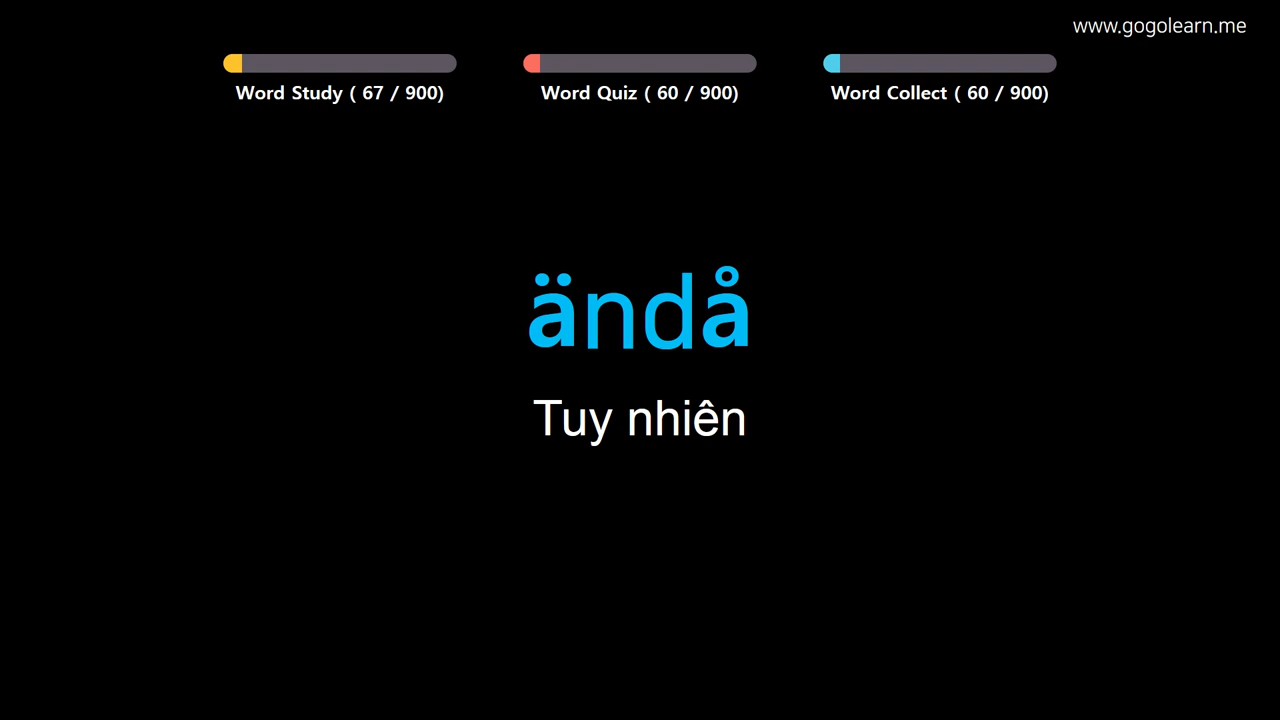 www.gogolearn.me
Word Study ( 67 / 900)
Word Quiz ( 60 / 900)
Word Collect ( 60 / 900)
ändå
Tuy nhiên